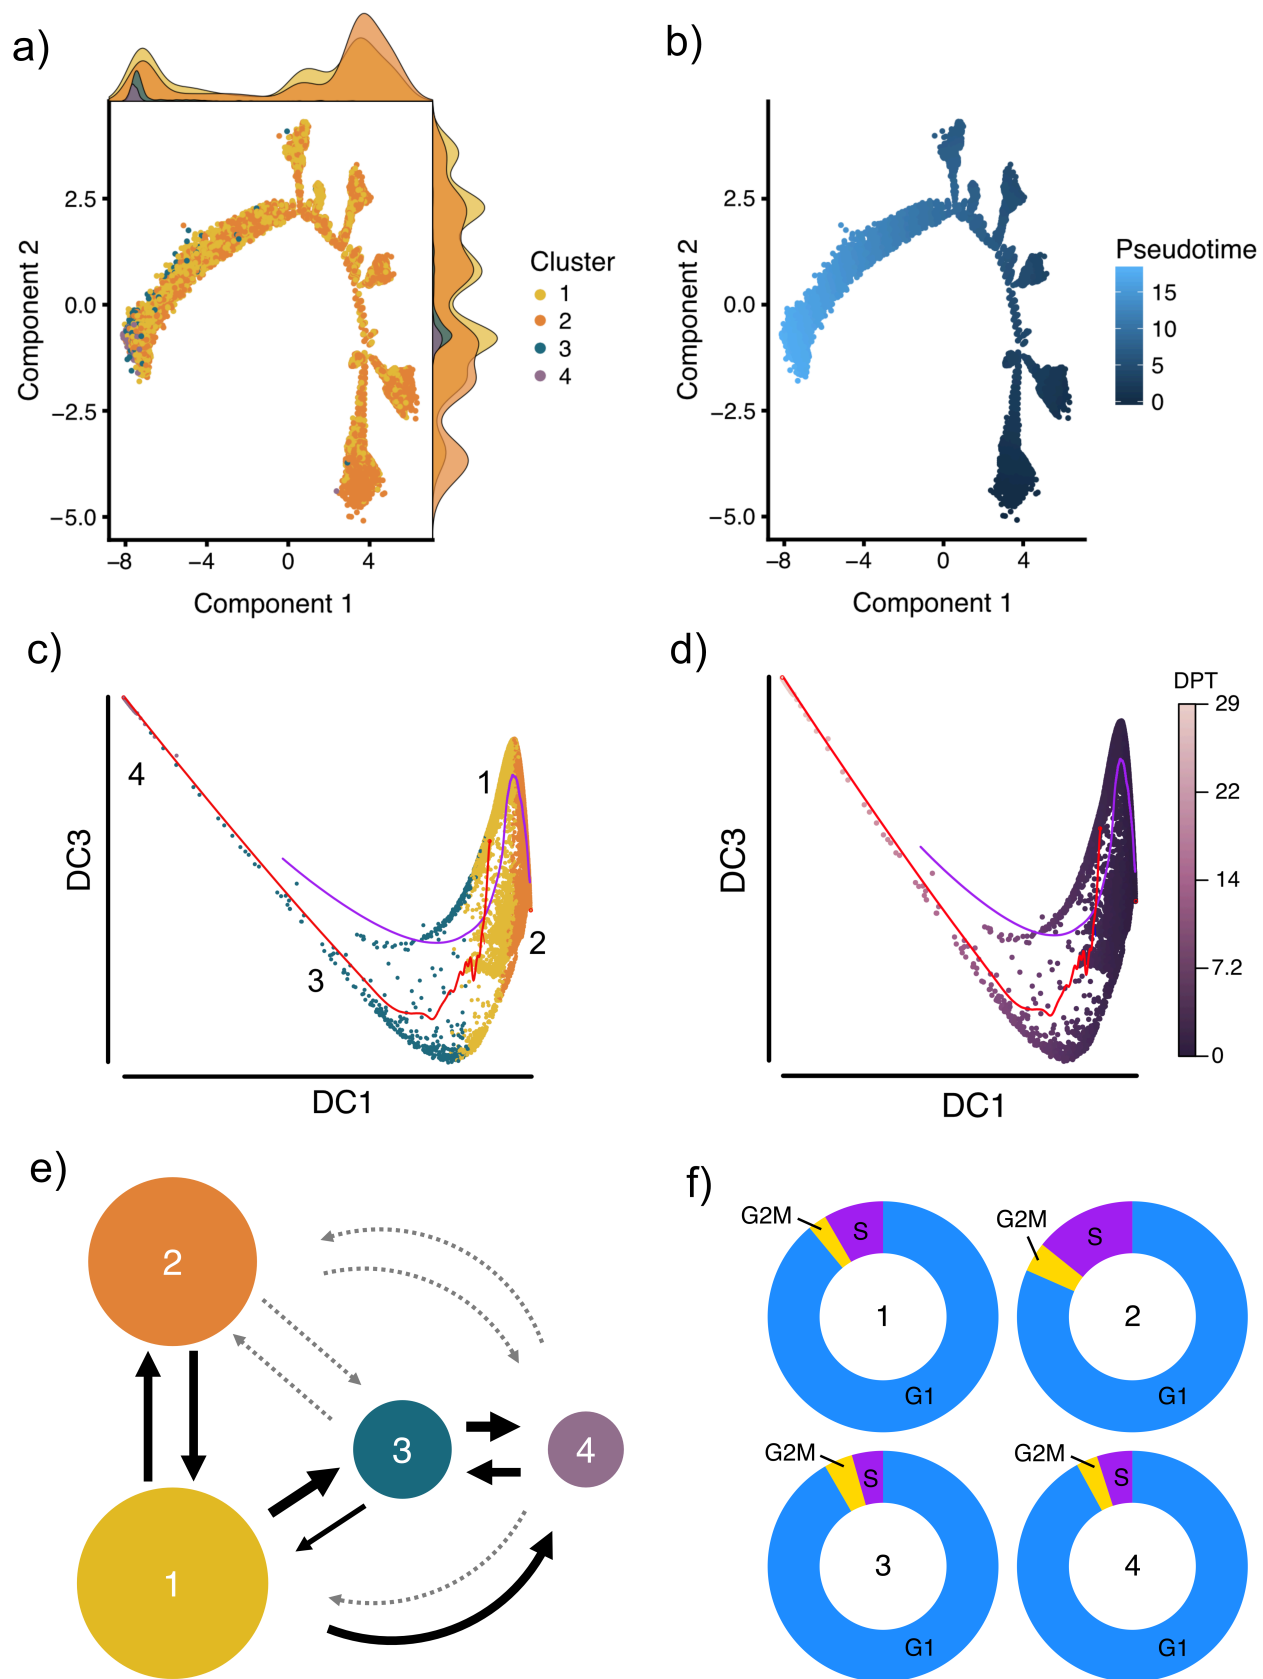 a)
2.5
0.0
−2.5
−5.0
Component 2
−8 −4 0 4
Component 1
Cluster
1
2
3
4
b)
2.5
0.0
−2.5
−5.0
Component 2
−8 −4 0 4
Component 1
Pseudotime
15
10
5
0
c)
DC3
4
1
3
2
DC1
d)
DC3
DC1
DPT
29
22
14
7.2
0
e)
2
3
4
1
f)
G2M
S
1
G1
G2M
S
2
G1
G2M
S
3
G1
G2M
S
4
G1